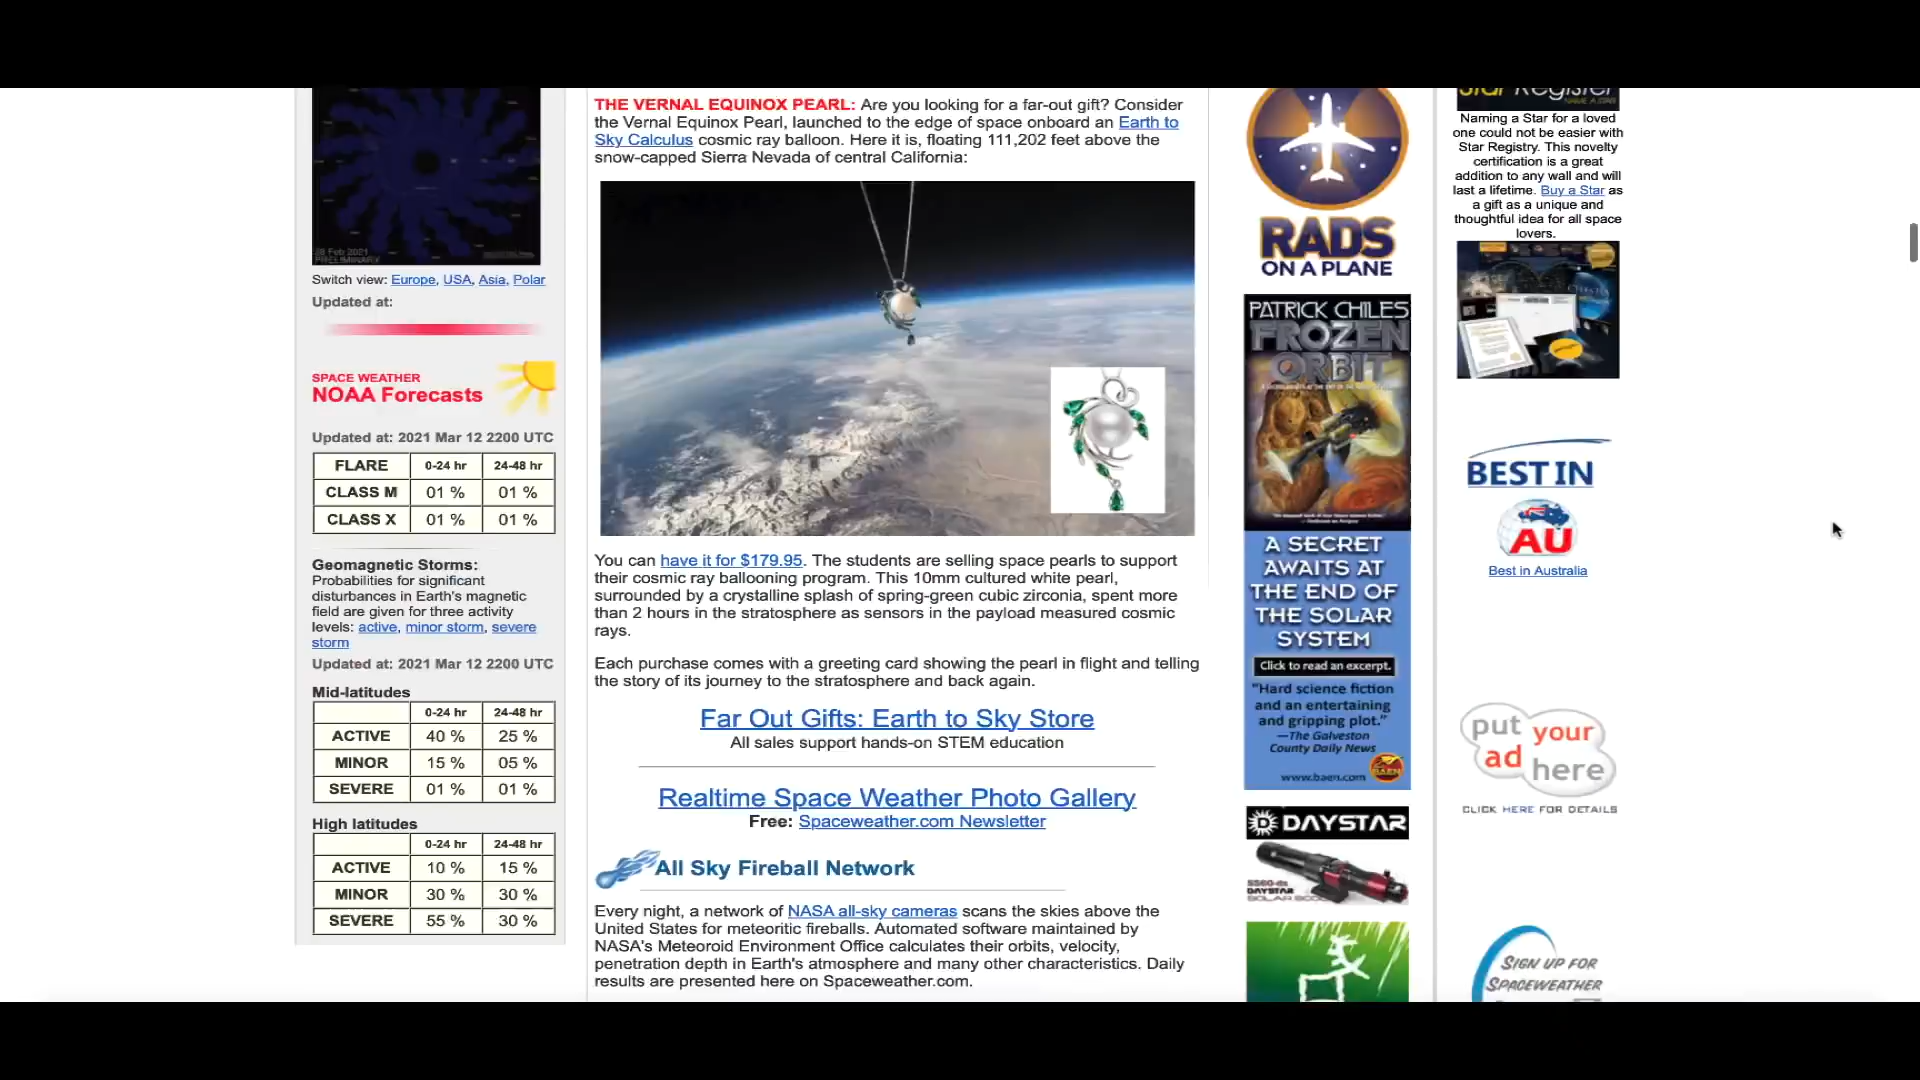 28 Feb 2021
PRELIMINARY
Switch view: Europe, USA, Asia, Polar
Updated at:
SPACE WEATHER
NOAA Forecasts
Updated at: 2021 Mar 12 2200 UTC
FLARE 0-24 hr 24-48 hr
CLASS M 01 % 01 %
CLASS X 01 % 01 %
Geomagnetic Storms:
Probabilities for significant
disturbances in Earth's magnetic
field are given for three activity
levels: active, minor storm, severe
storm
Updated at: 2021 Mar 12 2200 UTC
Mid-latitudes
0-24 hr 24-48 hr
ACTIVE 40 % 25 %
MINOR 15 % 05 %
SEVERE 01 % 01 %
High latitudes
0-24 hr 24-48 hr
ACTIVE 10 % 15 %
MINOR 30 % 30 %
SEVERE 55 % 30 %
THE VERNAL EQUINOX PEARL: Are you looking for a far-out gift? Consider
the Vernal Equinox Pearl, launched to the edge of space onboard an Earth to
Sky Calculus cosmic ray balloon. Here it is, floating 111,202 feet above the
snow-capped Sierra Nevada of central California:
You can have it for $179.95. The students are selling space pearls to support
their cosmic ray ballooning program. This 10mm cultured white pearl,
surrounded by a crystalline splash of spring-green cubic zirconia, spent more
than 2 hours in the stratosphere as sensors in the payload measured cosmic
rays.
Each purchase comes with a greeting card showing the pearl in flight and telling
the story of its journey to the stratosphere and back again.
Far Out Gifts: Earth to Sky Store
All sales support hands-on STEM education
Realtime Space Weather Photo Gallery
Free: Spaceweather.com Newsletter
All Sky Fireball Network
Every night, a network of NASA all-sky cameras scans the skies above the
United States for meteoritic fireballs. Automated software maintained by
NASA's Meteoroid Environment Office calculates their orbits, velocity,
penetration depth in Earth's atmosphere and many other characteristics. Daily
results are presented here on Spaceweather.com.
RADS
ON A PLANE
PATRICK CHILES
FROZEN
ORBIT
A SECRET
AWAITS AT
THE END OF
THE SOLAR
SYSTEM
Click to read an excerpt.
"Hard science fiction
and an entertaining
and gripping plot."
—The Galveston
County Daily News
www.baen.com
BAEN
DAYSTAR
SS60-ds
DAYSTAR
Star Register
NAME A STAR
Naming a Star for a loved
one could not be easier with
Star Registry. This novelty
certification is a great
addition to any wall and will
last a lifetime. Buy a Star as
a gift as a unique and
thoughtful idea for all space
lovers.
BEST IN
AU
Best in Australia
put your
ad here
CLICK HERE FOR DETAILS
SIGN UP FOR
SPACEWEATHER